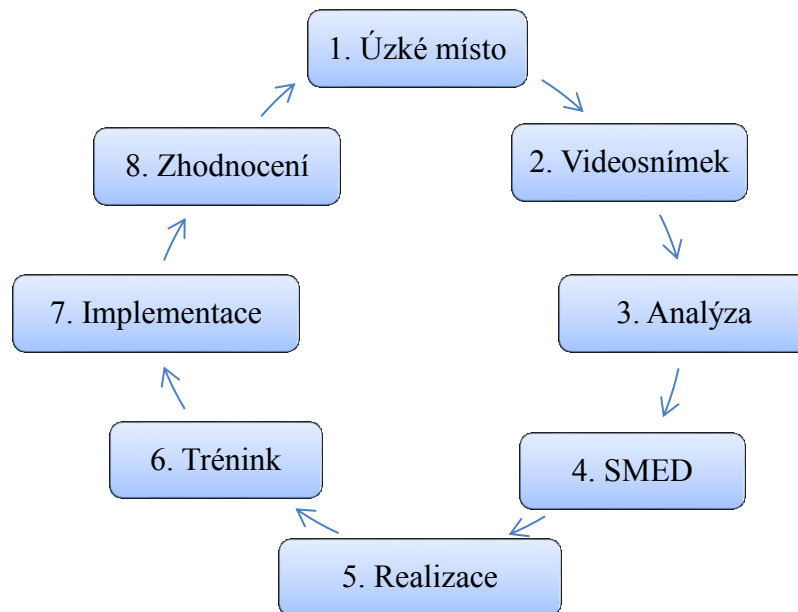 1. Úzké místo
2. Videosnímek
3. Analýza
4. SMED
5. Realizace
6. Trénink
7. Implementace
8. Zhodnocení